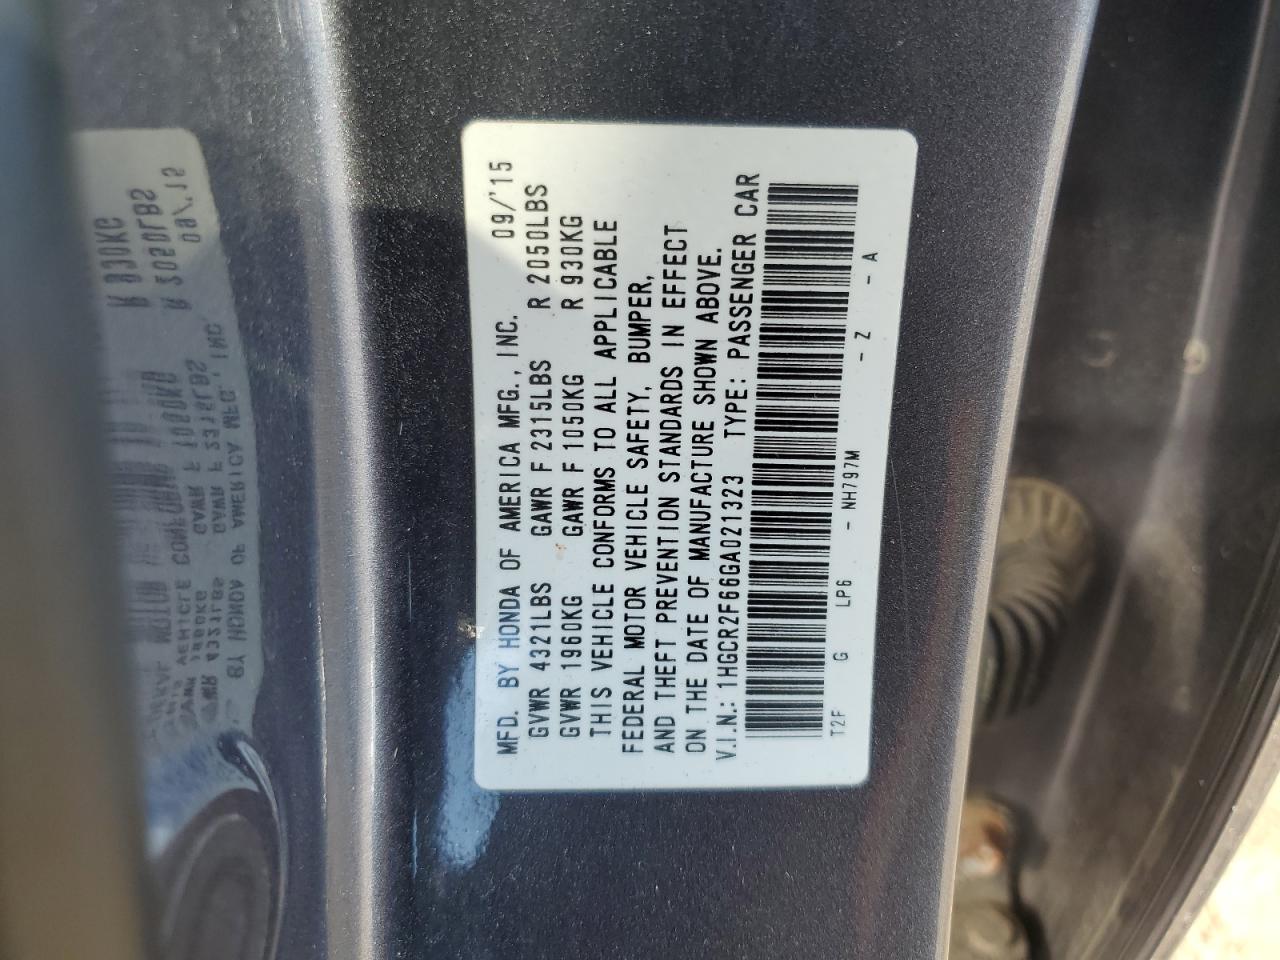 MFD. BY HONDA OF AMERICA MFG., INC. 09/'15
GVWR 4321LBS GAWR F 2315LBS R 2050LBS
GVWR 1960KG GAWR F 1050KG R 930KG
THIS VEHICLE CONFORMS TO ALL APPLICABLE
FEDERAL MOTOR VEHICLE SAFETY, BUMPER,
AND THEFT PREVENTION STANDARDS IN EFFECT
ON THE DATE OF MANUFACTURE SHOWN ABOVE.
V.I.N.: 1HGCR2F66GA021323 TYPE: PASSENGER CAR
T2F G LP6 - NH797M - Z - A